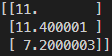 [[11.       ]
[11.400001 ]
[ 7.2000003]]